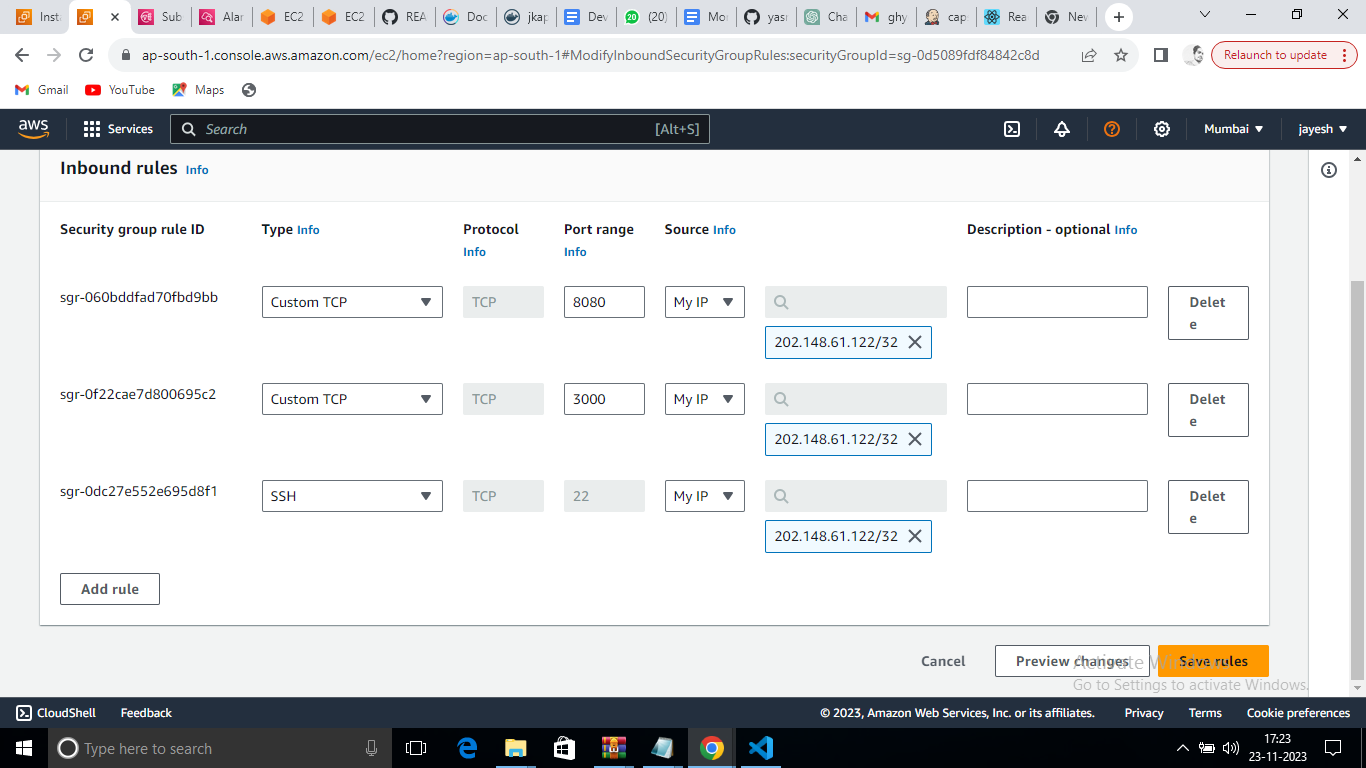 Inst
Sub
Alar
EC2
EC2
REA
Doc
jkap
Dev
20
(20)
Mo
yas
Cha
ghy
cap
Rea
Nev
ap-south-1.console.aws.amazon.com/ec2/home?region=ap-south-1#ModifyInboundSecurityGroupRules:securityGroupId=sg-0d5089fdf84842c8d
Relaunch to update
Gmail
YouTube
Maps
aws
Services
Search
[Alt+S]
Mumbai
jayesh
Inbound rules Info
Security group rule ID
Type Info
Protocol
Info
Port range
Info
Source Info
Description - optional Info
sgr-060bddfad70fbd9bb
Custom TCP
TCP
8080
My IP
202.148.61.122/32
Delet
e
sgr-0f22cae7d800695c2
Custom TCP
TCP
3000
My IP
202.148.61.122/32
Delet
e
sgr-0dc27e552e695d8f1
SSH
TCP
22
My IP
202.148.61.122/32
Delet
e
Add rule
Cancel
Preview changes
Save rules
Activate Windows
Go to Settings to activate Windows.
CloudShell
Feedback
© 2023, Amazon Web Services, Inc. or its affiliates.
Privacy
Terms
Cookie preferences
Type here to search
17:23
23-11-2023